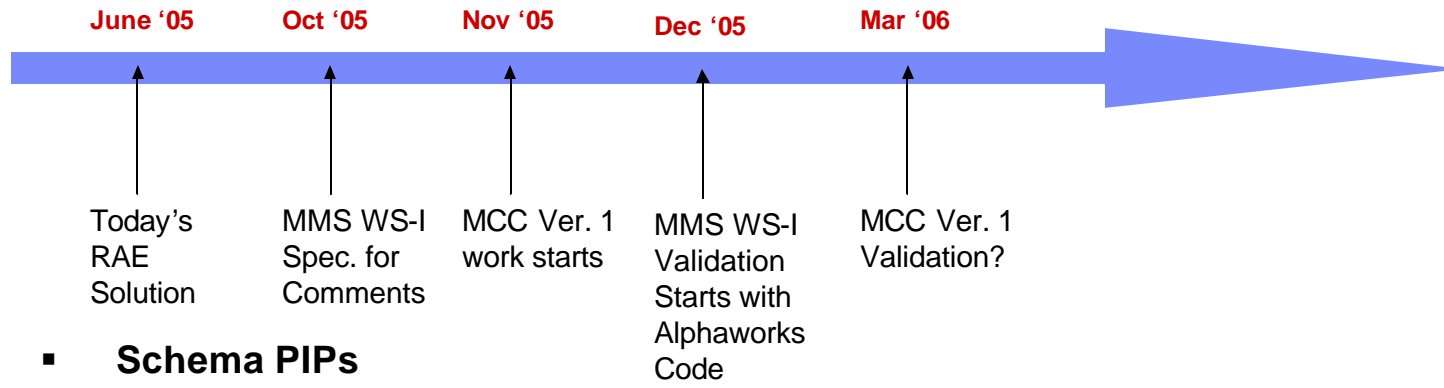 June ‘05
Oct ‘05
Nov ‘05
Dec ‘05
Mar ‘06
Today’s
RAE
Solution
MMS WS-I
Spec. for
Comments
MCC Ver. 1
work starts
MMS WS-I
Validation
Starts with
Alphaworks
Code
MCC Ver. 1
Validation?
▪ Schema PIPs